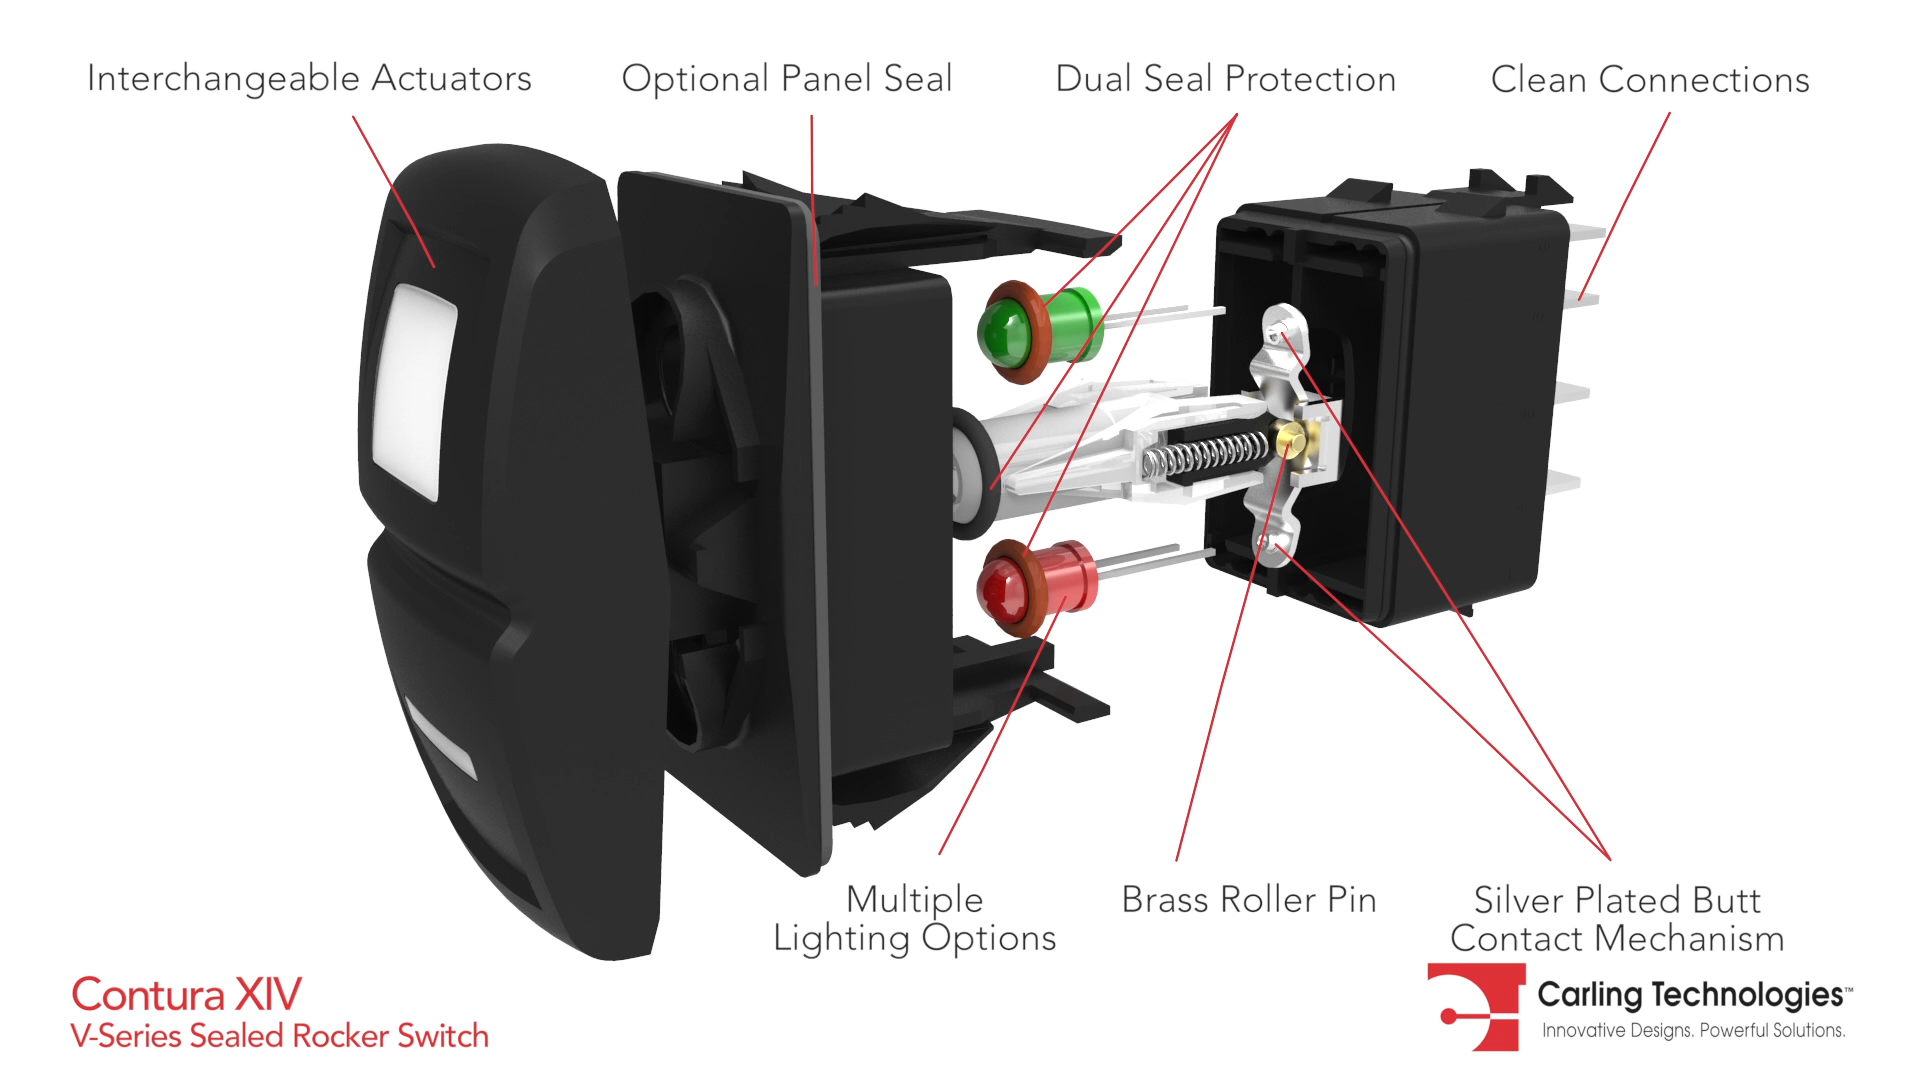 Interchangeable Actuators
Optional Panel Seal
Dual Seal Protection
Clean Connections
Multiple
Lighting Options
Brass Roller Pin
Silver Plated Butt
Contact Mechanism
Contura XIV
V-Series Sealed Rocker Switch
Carling Technologies™
Innovative Designs. Powerful Solutions.